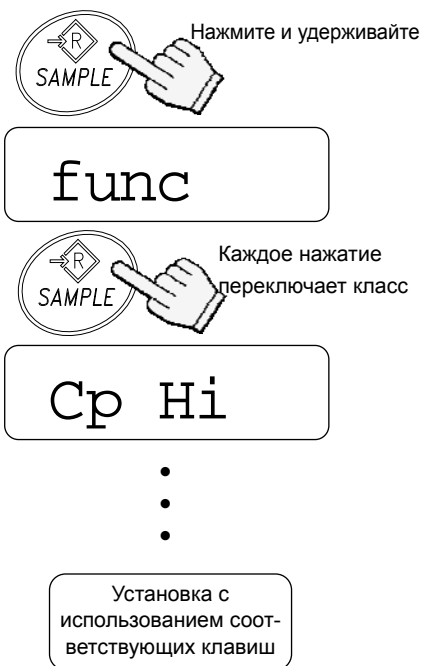 Нажмите и удерживайте
R
SAMPLE
func
Каждое нажатие
переключает класс
R
SAMPLE
Cp Hi
Установка с
использованием соот-
ветствующих клавиш